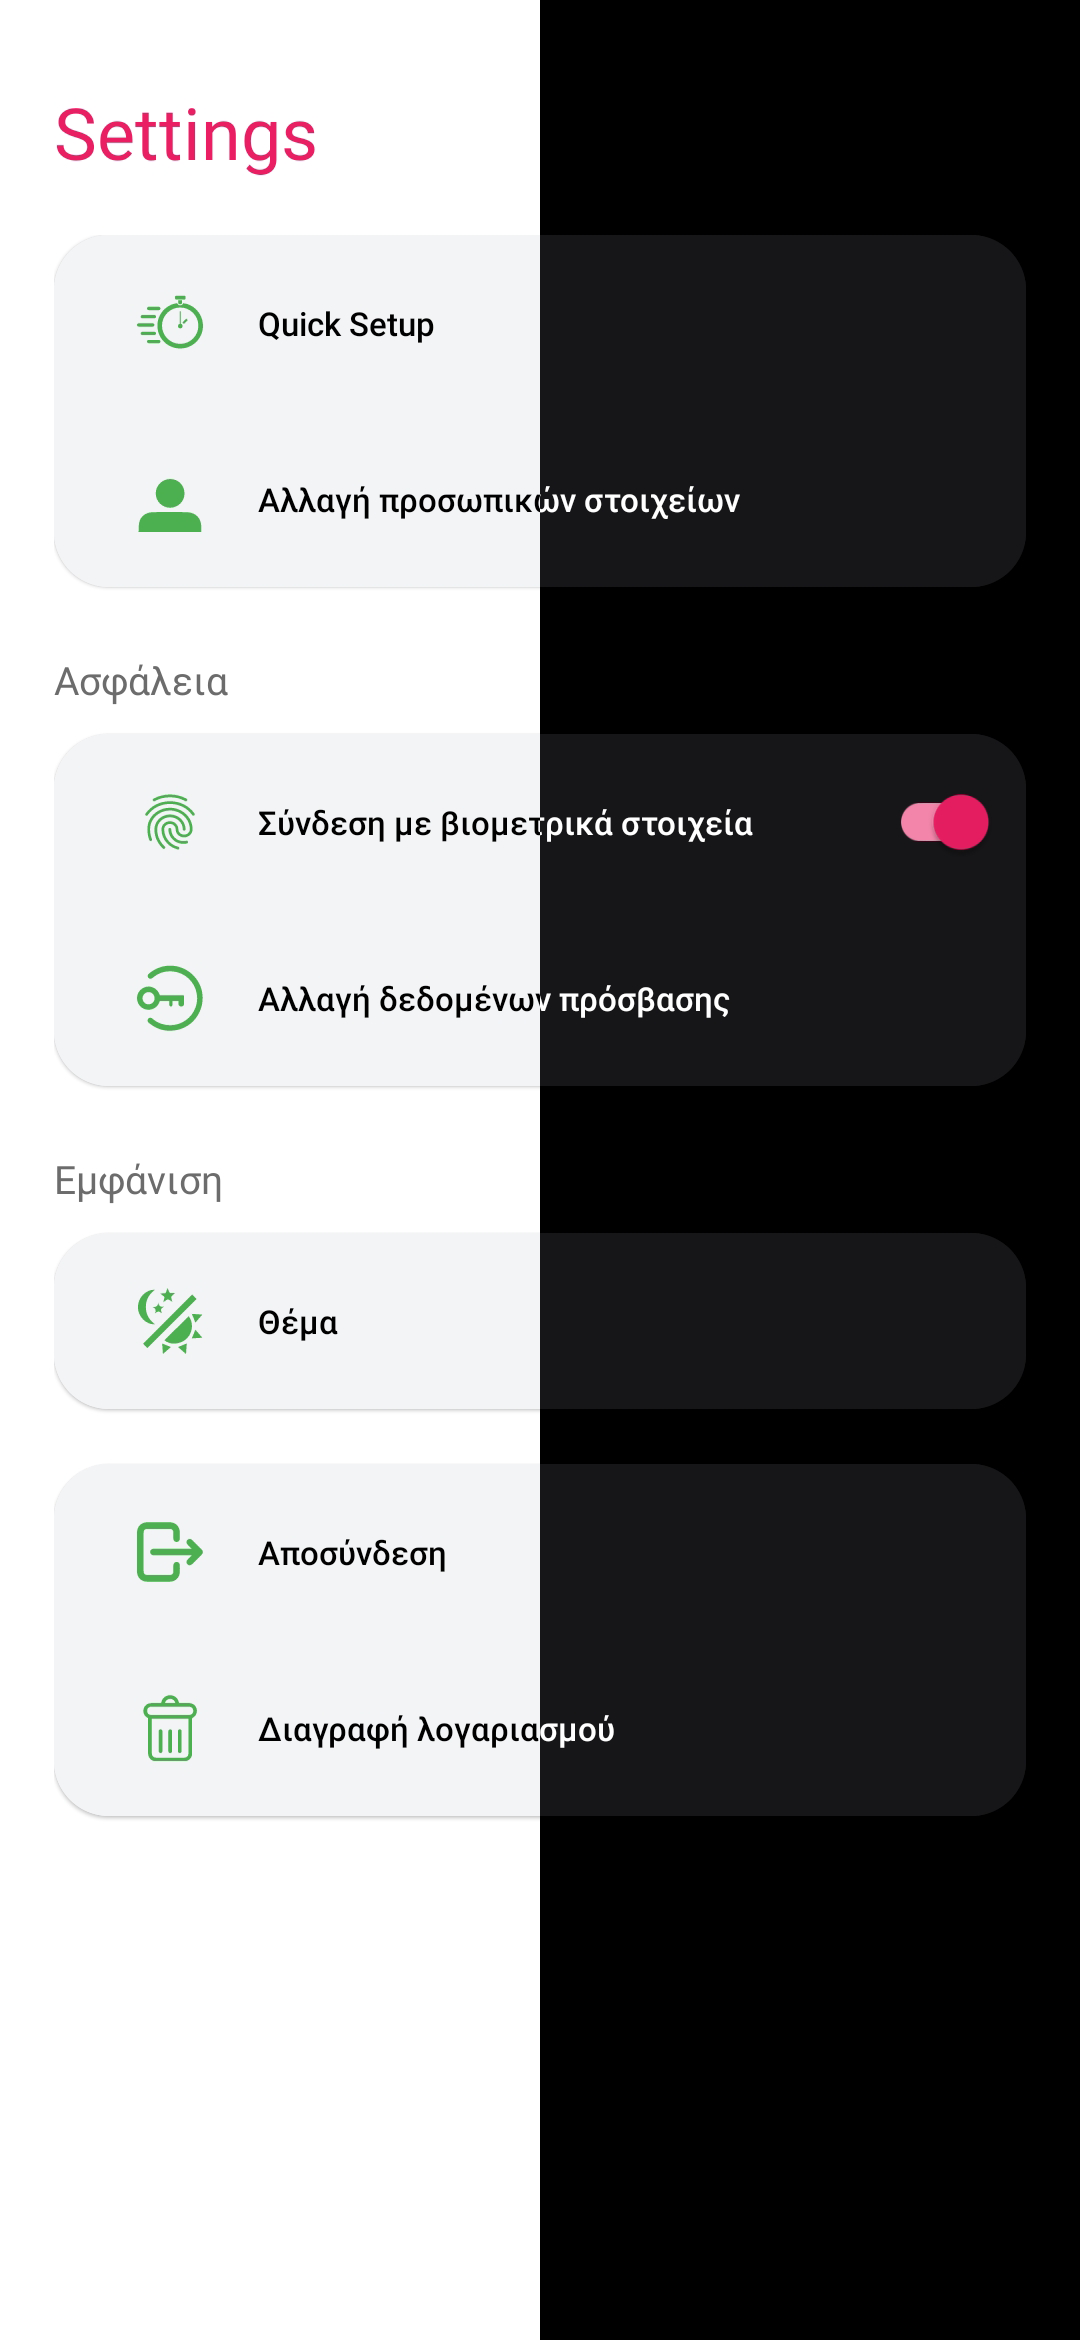 Settings
Quick Setup
Αλλαγή προσωπικών στοιχείων
Ασφάλεια
Σύνδεση με βιομετρικά στοιχεία
Αλλαγή δεδομένων πρόσβασης
Εμφάνιση
Θέμα
Αποσύνδεση
Διαγραφή λογαριασμού